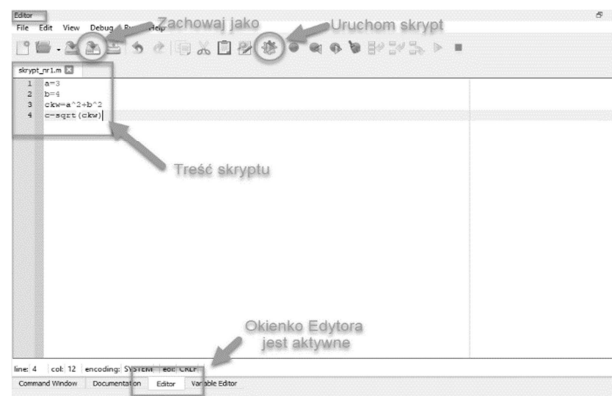 Editor
Zachowaj jako
Uruchom skrypt
File Edit View Debug Run Help
skrypt_nr1.m
1 a=3
2 b=4
3 ckw=a^2+b^2
4 c=sqrt(ckw)
Treść skryptu
Okienko Edytora
jest aktywne
line: 4 col: 12 encoding: SYSTEM eol: CRLF
Command Window Documentation Editor Variable Editor